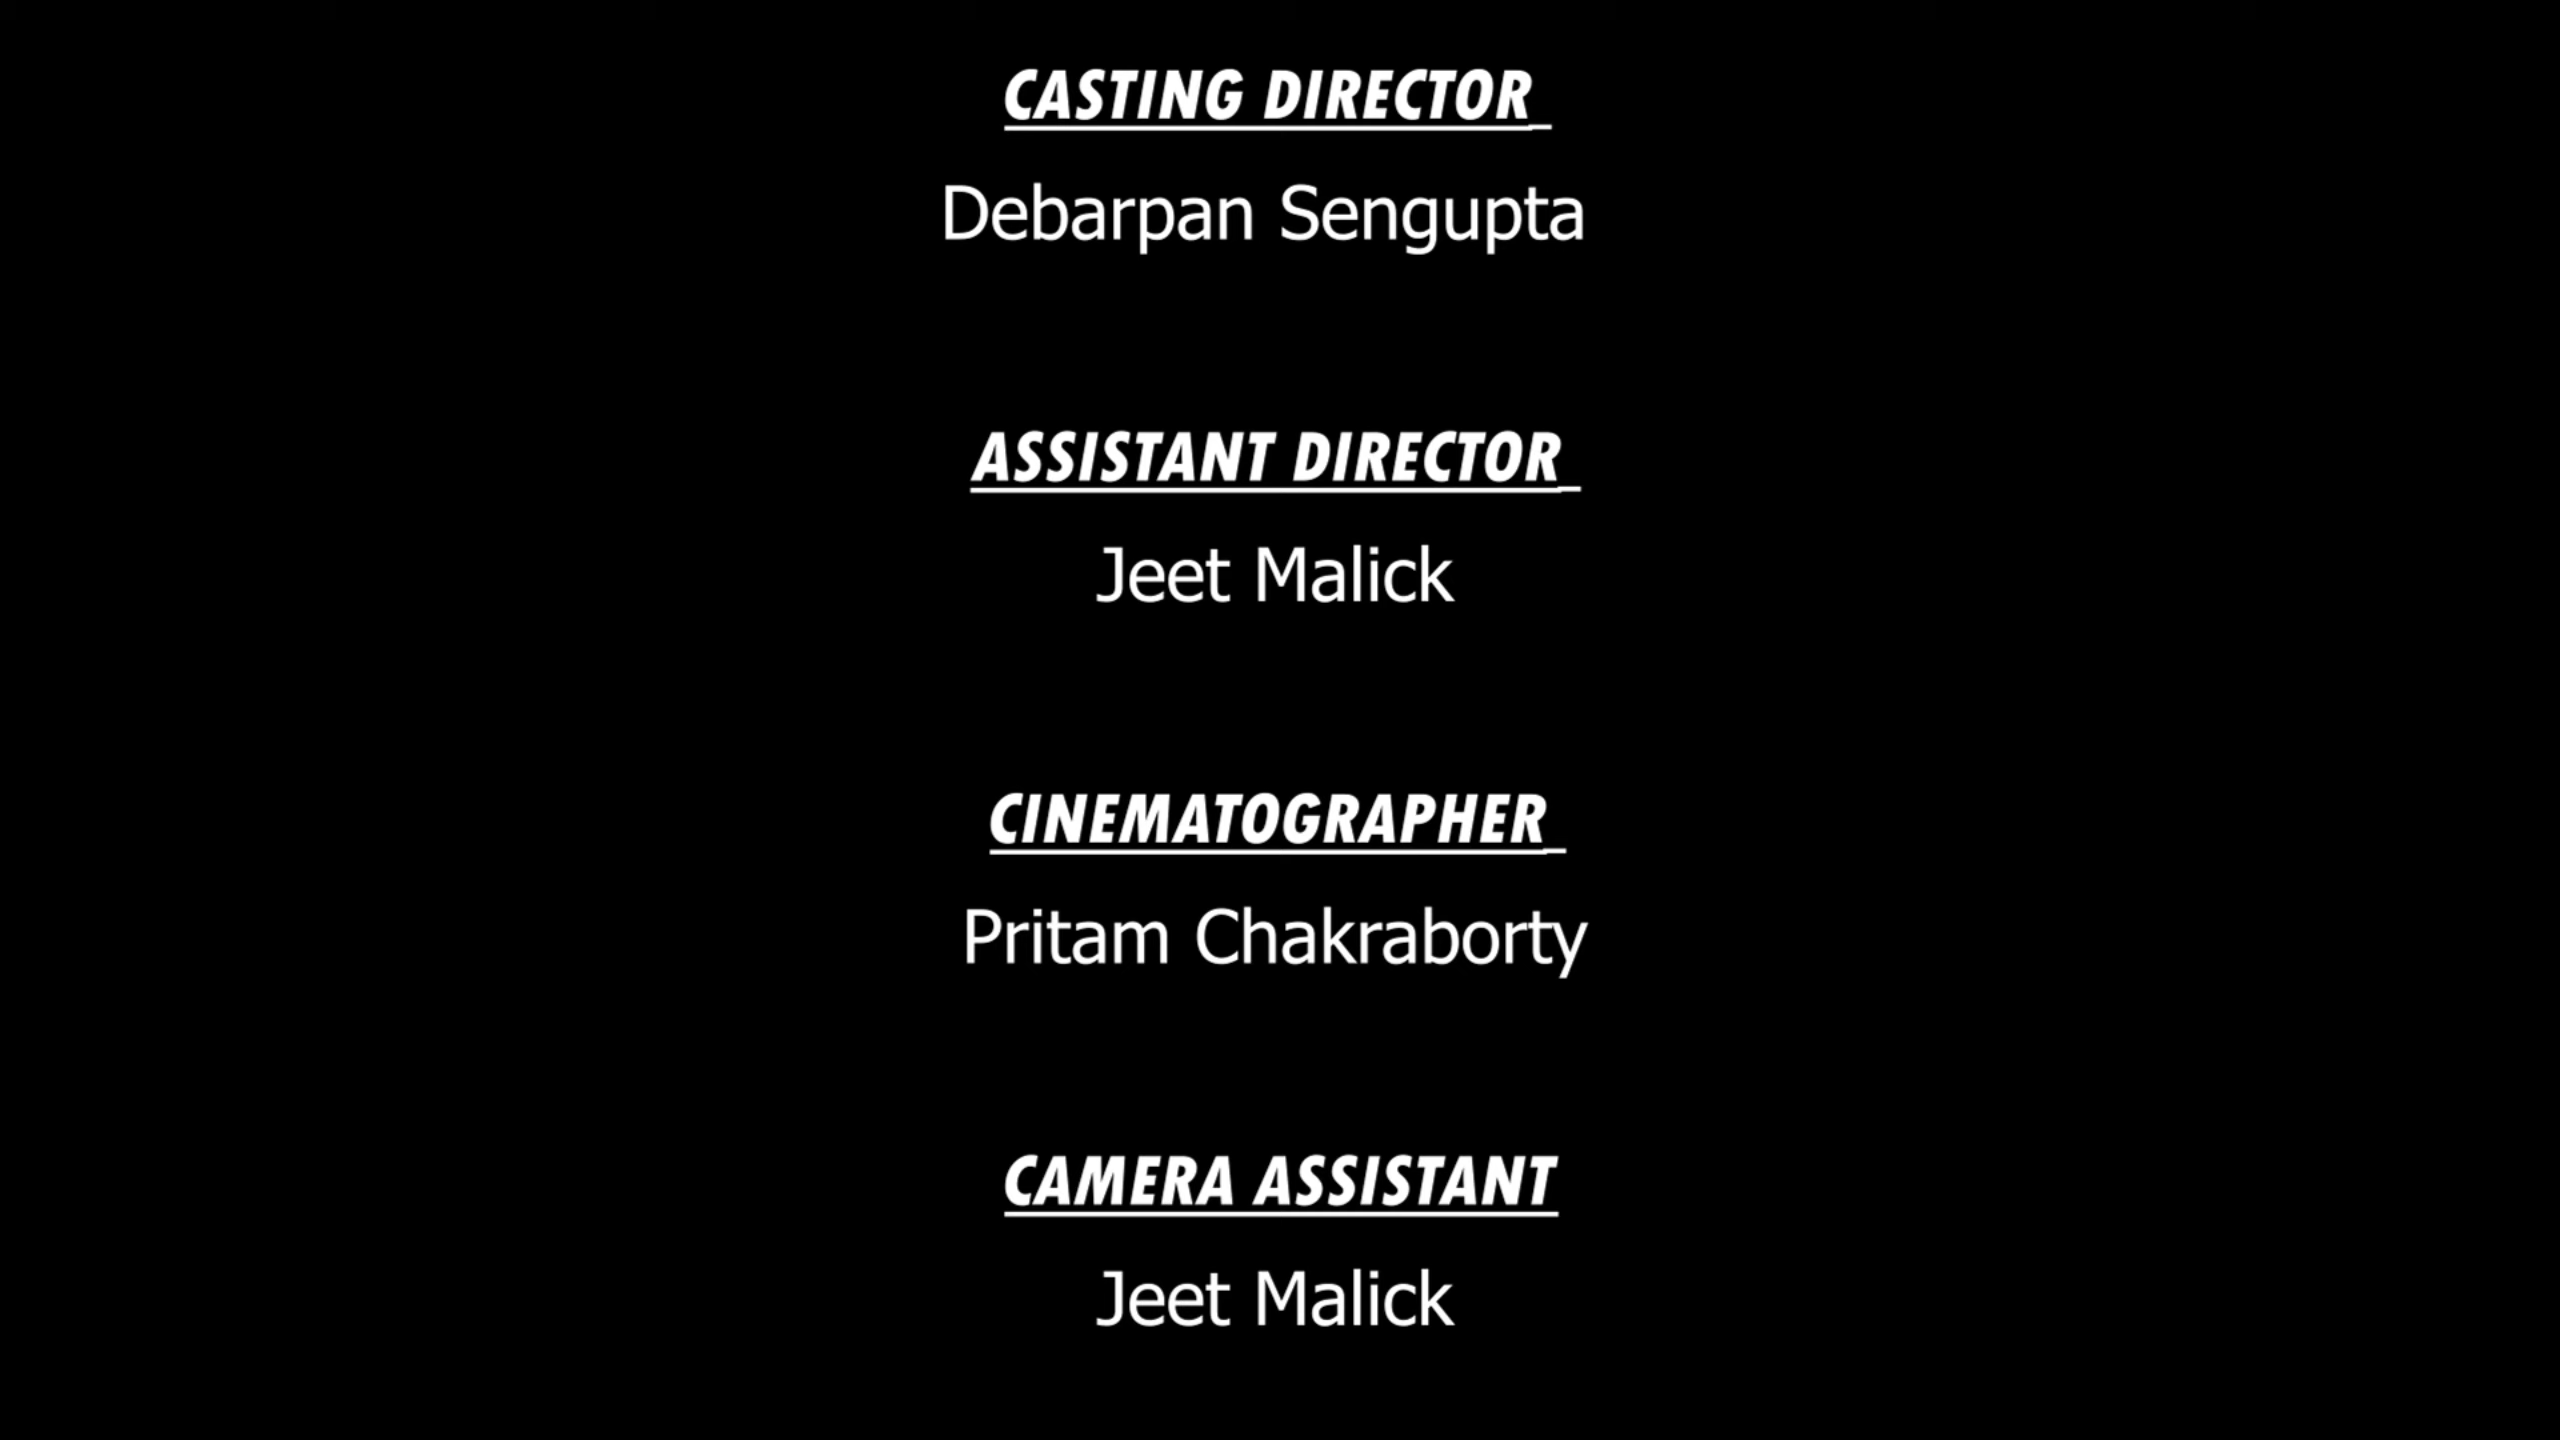 CASTING DIRECTOR
Debarpan Sengupta
ASSISTANT DIRECTOR
Jeet Malick
CINEMATOGRAPHER
Pritam Chakraborty
CAMERA ASSISTANT
Jeet Malick